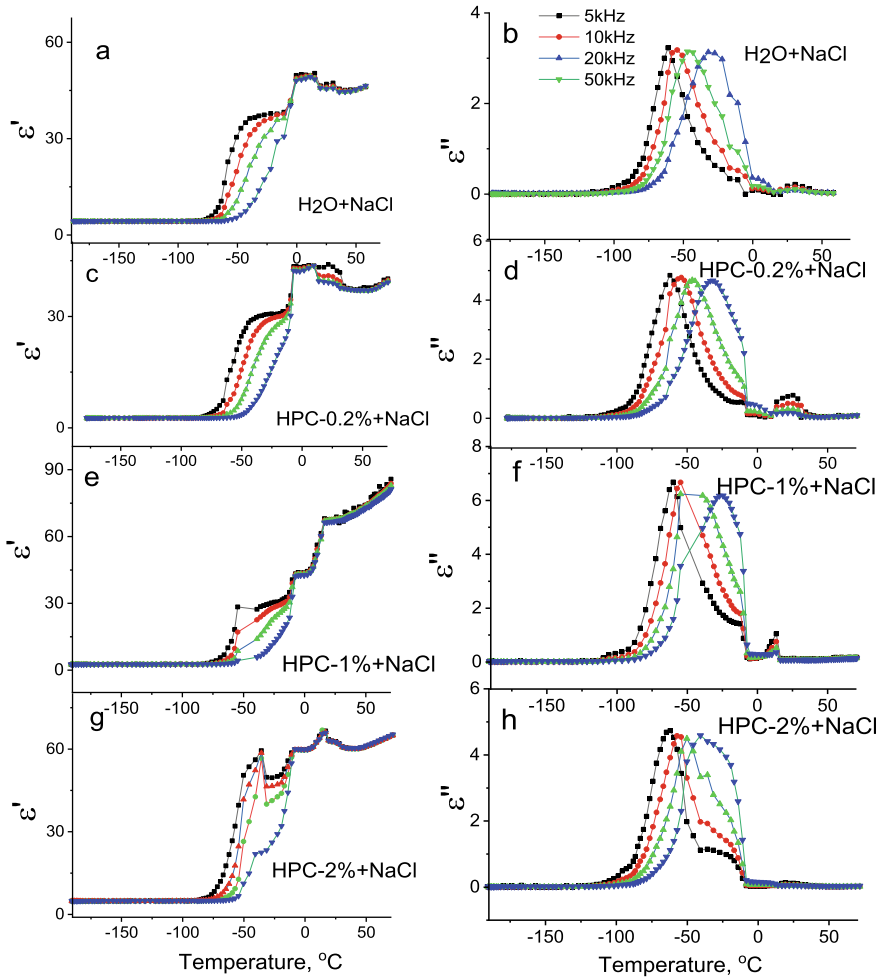 a
60
30
0
ε'
H2O+NaCl
-150 -100 -50 0 50
b
5kHz
10kHz
20kHz
50kHz
H2O+NaCl
4
2
0
ε''
-150 -100 -50 0 50
c
30
0
ε'
HPC-0.2%+NaCl
-150 -100 -50 0 50
d
HPC-0.2%+NaCl
6
4
2
0
ε''
-150 -100 -50 0 50
e
90
60
30
0
ε'
HPC-1%+NaCl
-150 -100 -50 0 50
f
HPC-1%+NaCl
8
6
4
2
0
ε''
-150 -100 -50 0 50
g
60
30
0
ε'
HPC-2%+NaCl
-150 -100 -50 0 50
Temperature, °C
h
HPC-2%+NaCl
6
4
2
0
ε''
-150 -100 -50 0 50
Temperature, °C